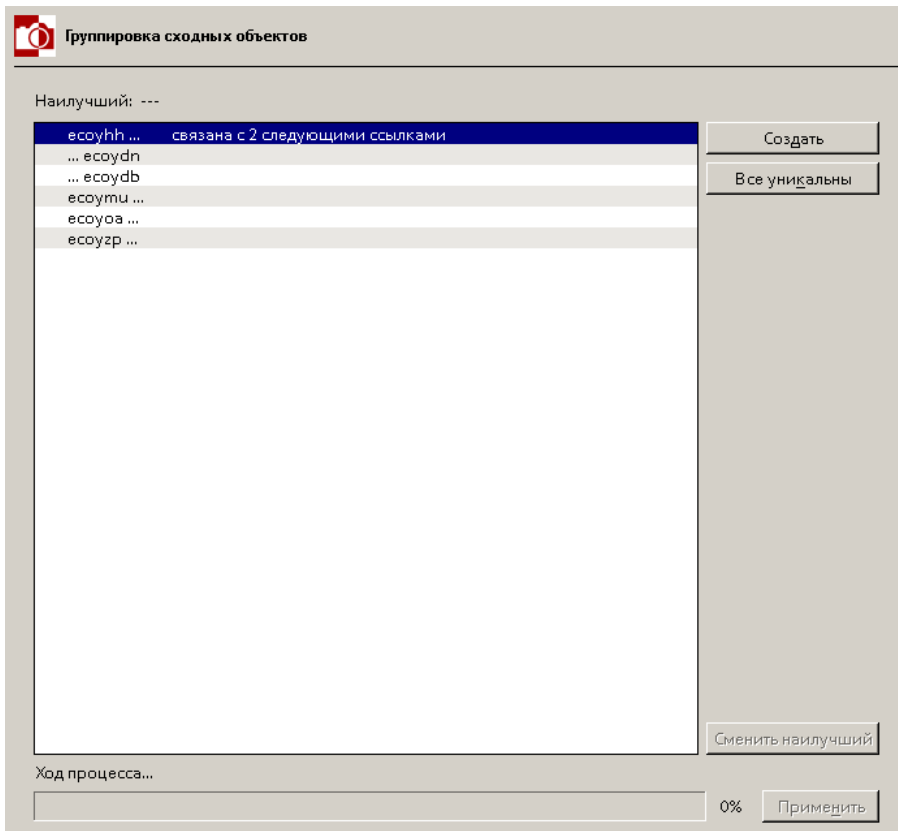 Группировка сходных объектов
Наилучший: ---
ecoyhh ... связана с 2 следующими ссылками
... ecoydn
... ecoydb
ecoymu ...
ecoyoa ...
ecoyzp ...
Создать
Все уникальны
Сменить наилучший
Ход процесса...
0%
Применить